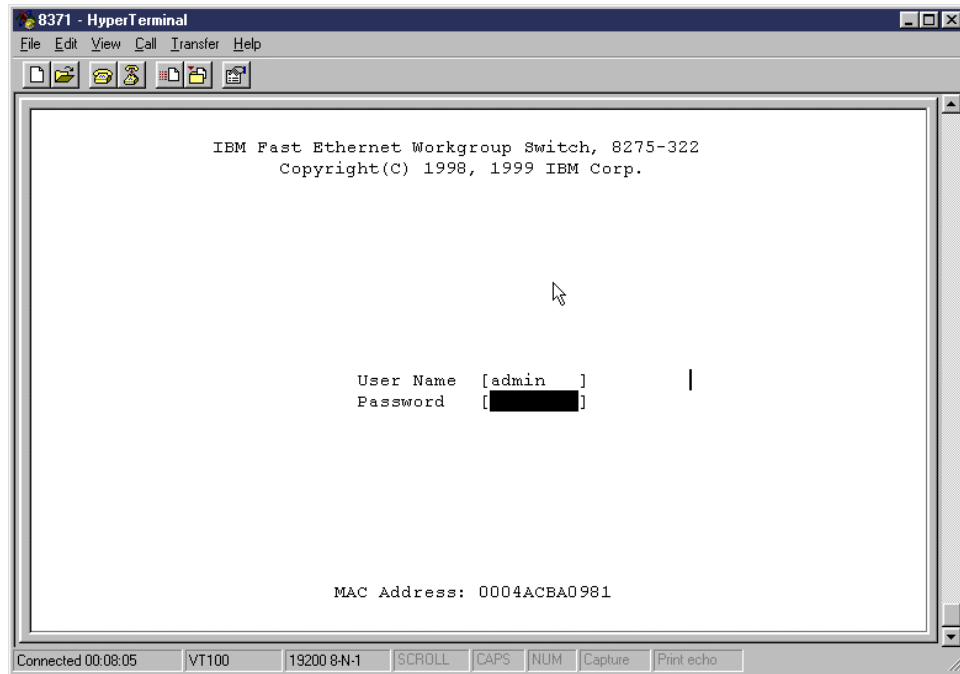 8371 - HyperTerminal
File Edit View Call Transfer Help
IBM Fast Ethernet Workgroup Switch, 8275-322
Copyright(C) 1998, 1999 IBM Corp.
User Name [admin ]
Password [ ]
MAC Address: 0004ACBA0981
Connected 00:08:05 VT100 19200 8-N-1 SCROLL CAPS NUM Capture Print echo